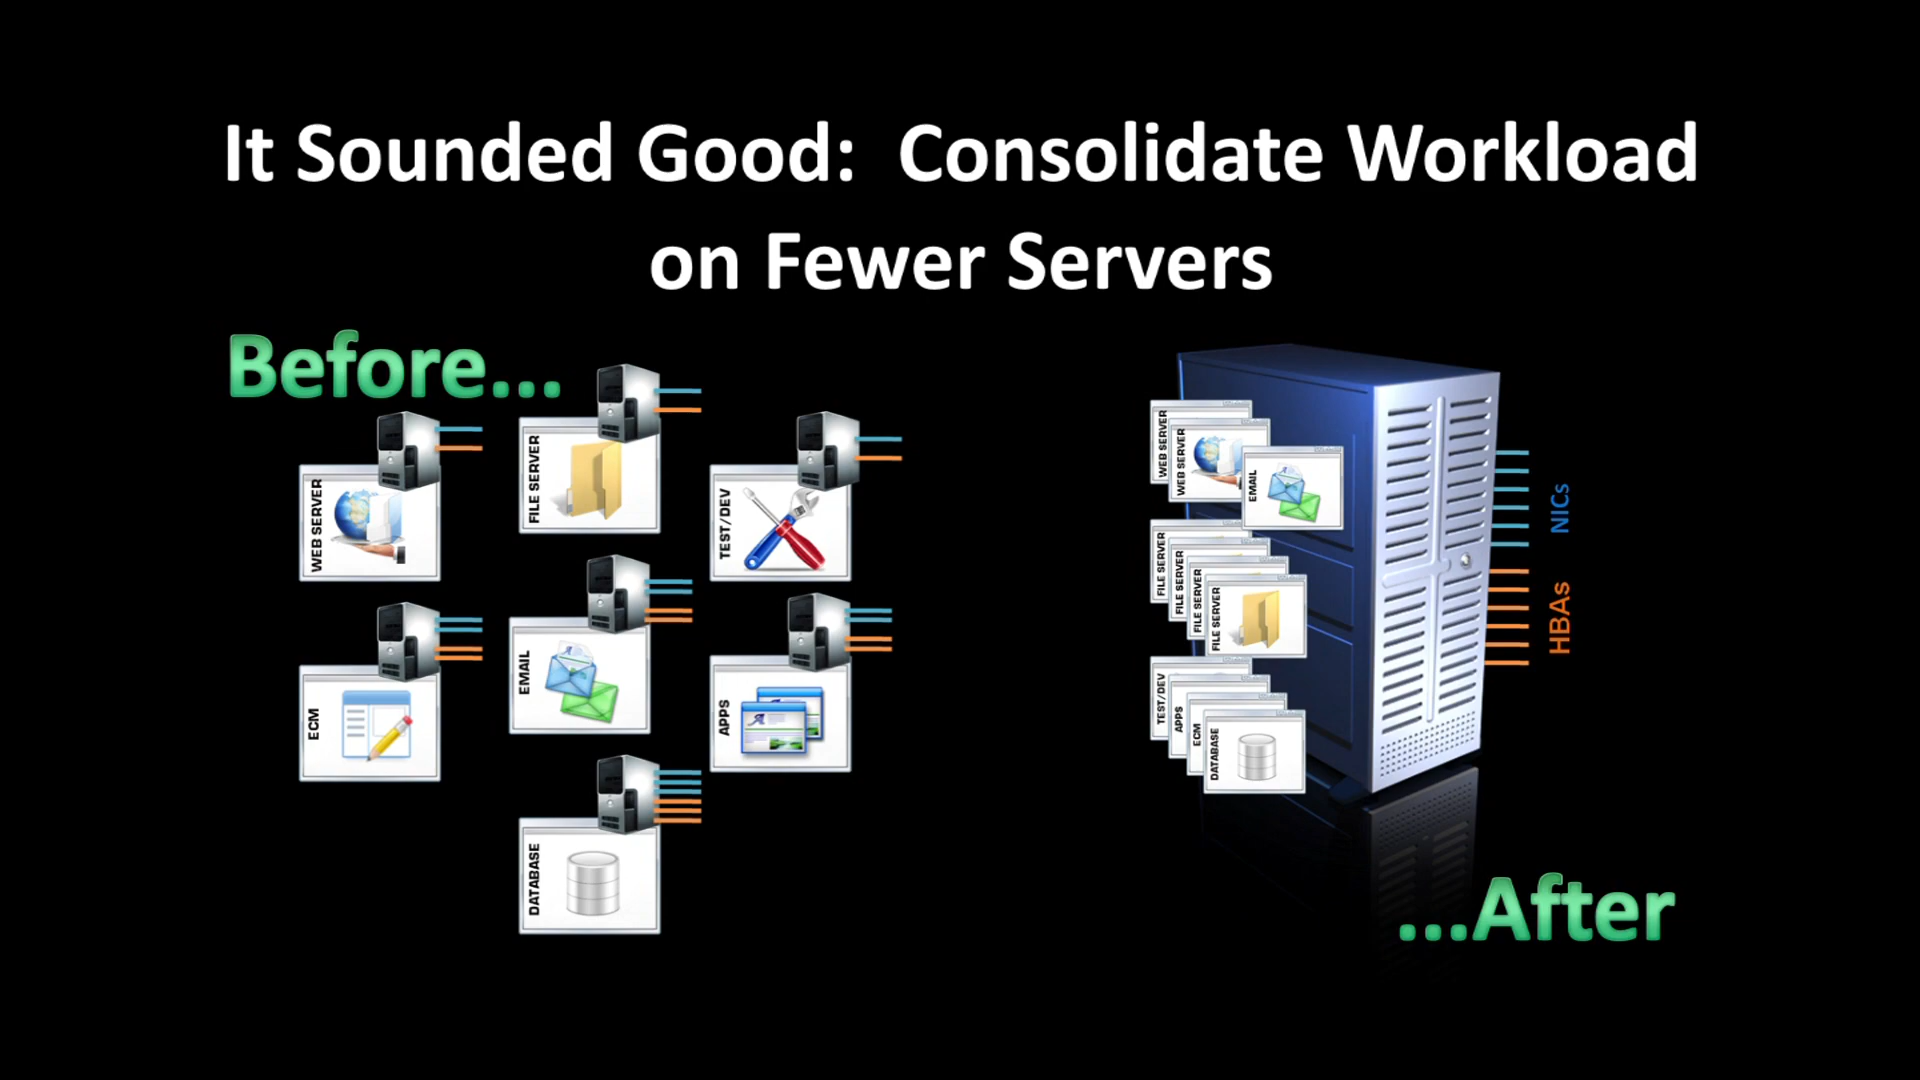 It Sounded Good:  Consolidate Workload
on Fewer Servers
Before...
WEB SERVER
FILE SERVER
TEST/DEV
ECM
EMAIL
APPS
DATABASE
WEB SERVER
WEB SERVER
EMAIL
FILE SERVER
FILE SERVER
FILE SERVER
FILE SERVER
TEST/DEV
APPS
ECM
DATABASE
NICs
HBAs
...After